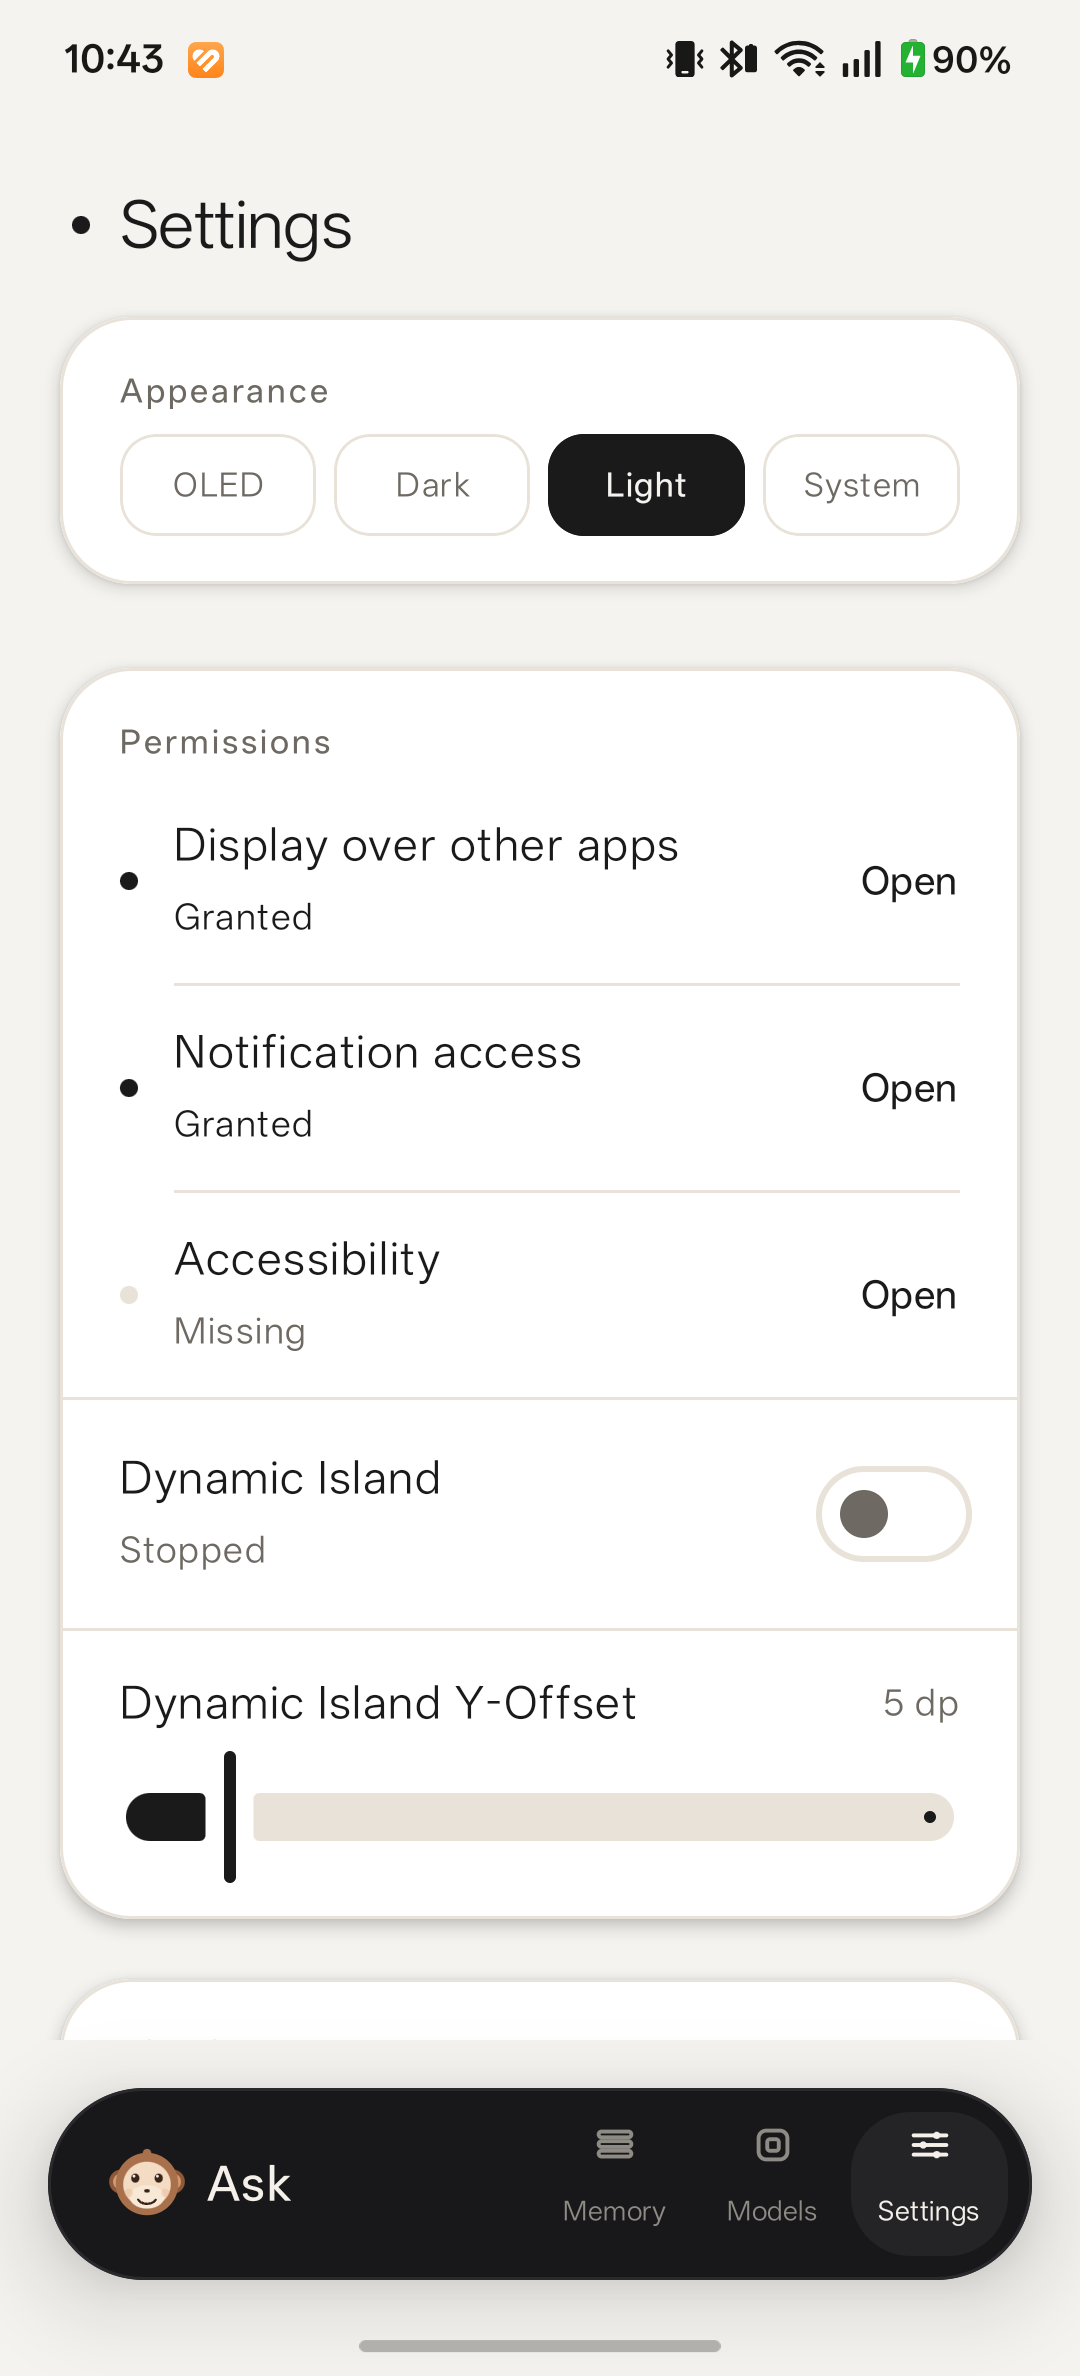 10:43
90%
Settings
Appearance
OLED
Dark
Light
System
Permissions
Display over other apps
Granted
Open
Notification access
Granted
Open
Accessibility
Missing
Open
Dynamic Island
Stopped
Dynamic Island Y-Offset
5 dp
Ask
Memory
Models
Settings